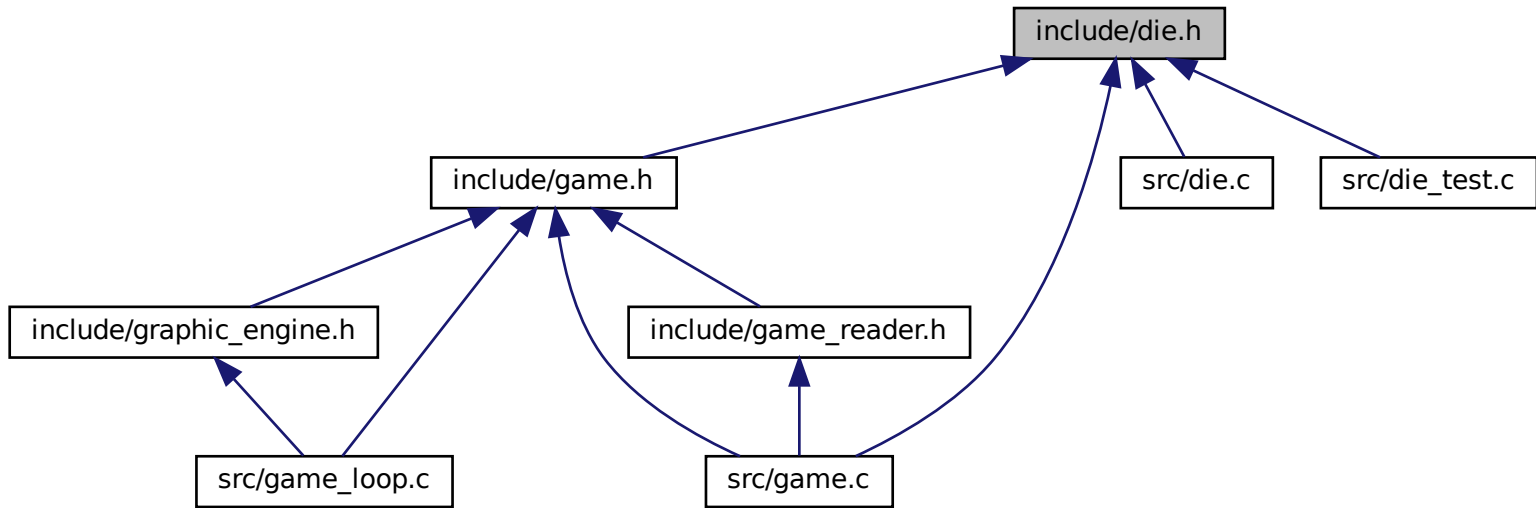 include/die.h
include/game.h
src/die.c
src/die_test.c
include/graphic_engine.h
include/game_reader.h
src/game_loop.c
src/game.c